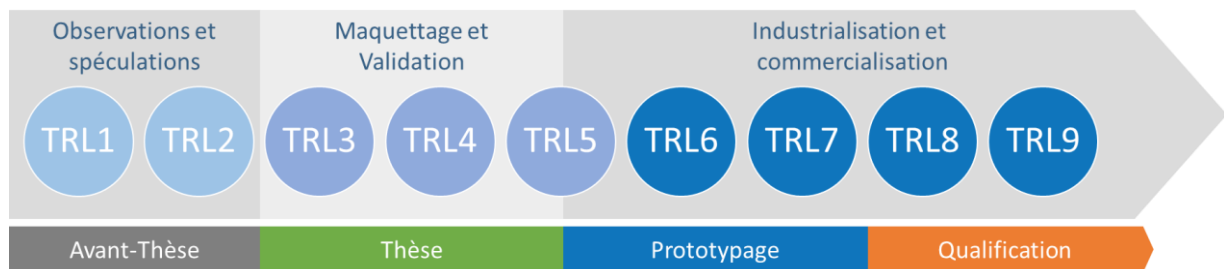 Observations et
spéculations
Maquettage et
Validation
Industrialisation et
commercialisation
TRL1 TRL2 TRL3 TRL4 TRL5 TRL6 TRL7 TRL8 TRL9
Avant-Thèse Thèse Prototypage Qualification